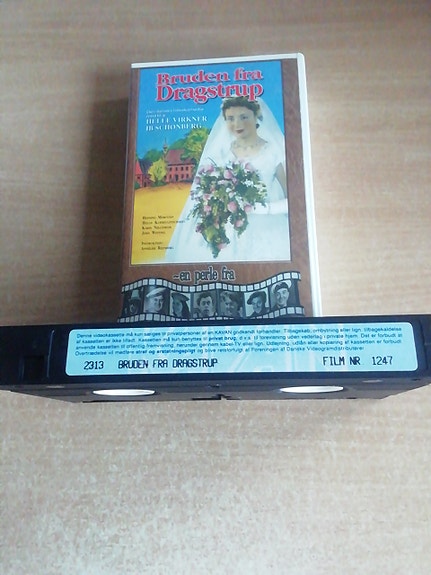 Bruden fra
Dragstrup
HELLE VIRKNER
IB SCHØNBERG
-en perle fra
Denne videokassette må kun sælges til privatpersoner af en KAVAN godkendt forhandler. Tilbagekøb, ombytning eller lign. tilbagekaldelse
af kassetten er ikke tilladt. Kassetten må kun benyttes til privat brug, d.v.s. til forevisning uden vederlag i private hjem. Det er forbudt at
anvende kassetten til offentlig fremvisning, herunder gennem kabel-TV eller lign. Udlejning, udlån eller kopiering af kassetten er forbudt.
Overtrædelse vil medføre straf og erstatningspligt og blive retsforfulgt af Foreningen af Danske Videogramdistributører.
2313 BRUDEN FRA DRAGSTRUP FILM NR 1247